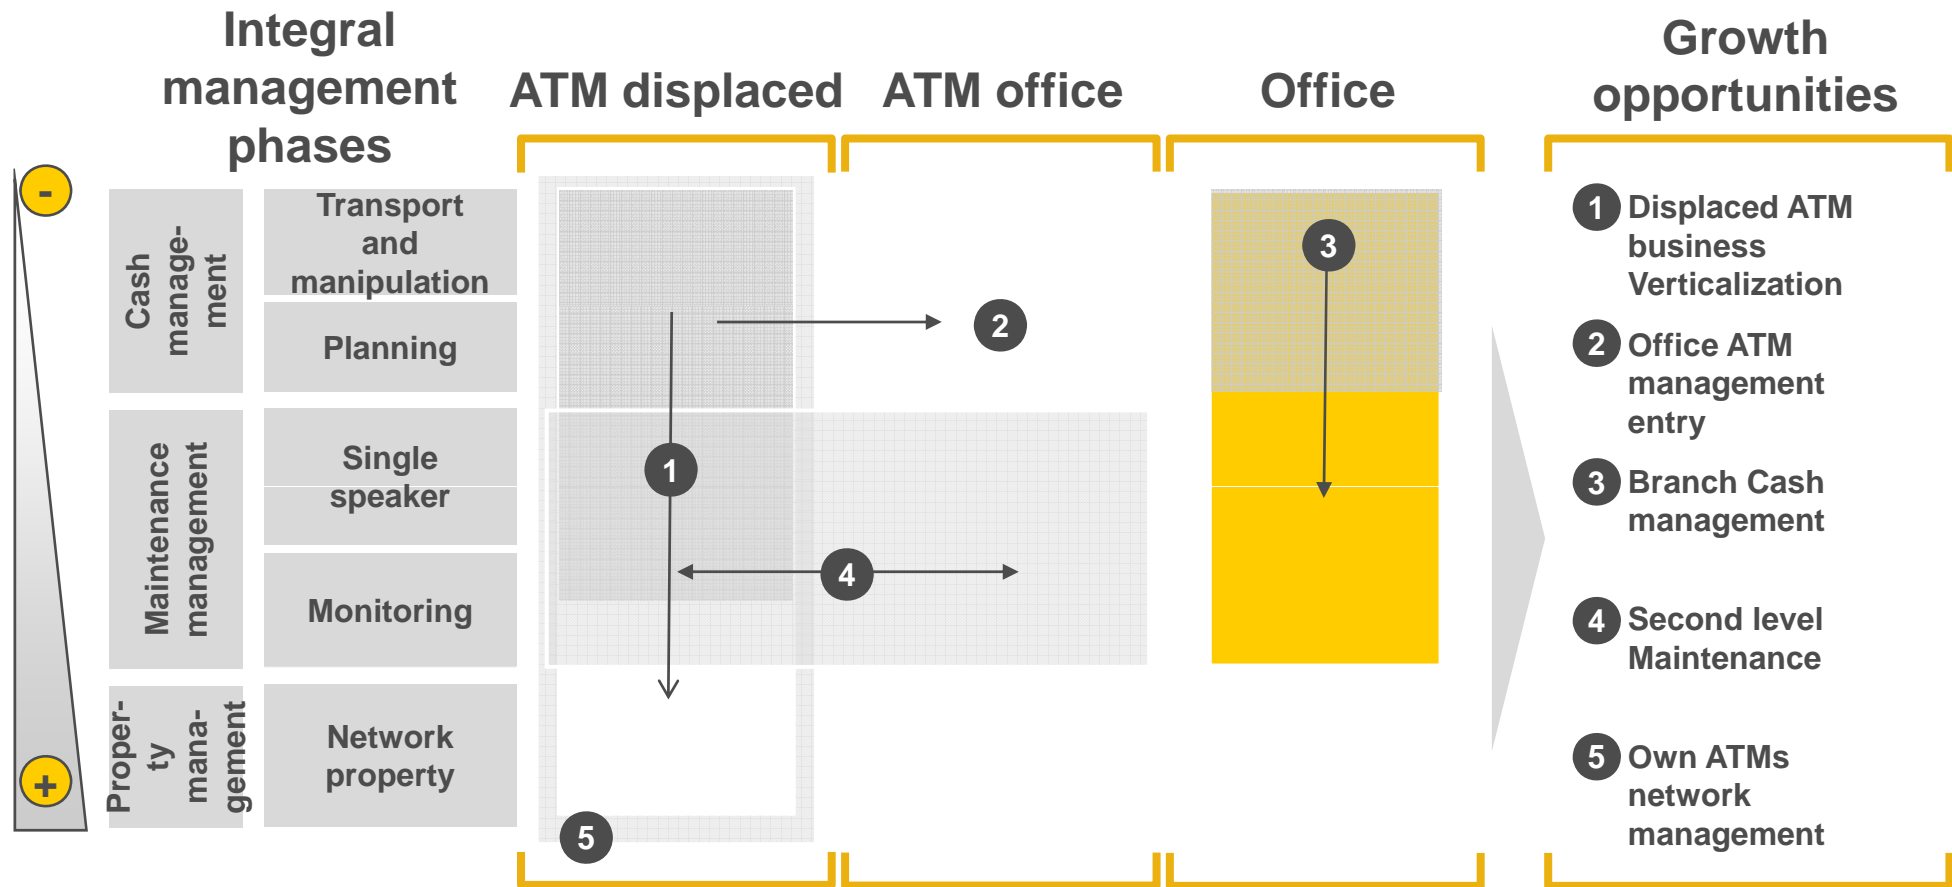 Integral
management
phases
ATM displaced
ATM office
Office
Growth
opportunities
-
+
Cash
manage-
ment
Transport
and
manipulation
Planning
Maintenance
management
Single
speaker
Monitoring
Proper-
ty
mana-
gement
Network
property
1
2
3
4
5
1 Displaced ATM
business
Verticalization
2 Office ATM
management
entry
3 Branch Cash
management
4 Second level
Maintenance
5 Own ATMs
network
management